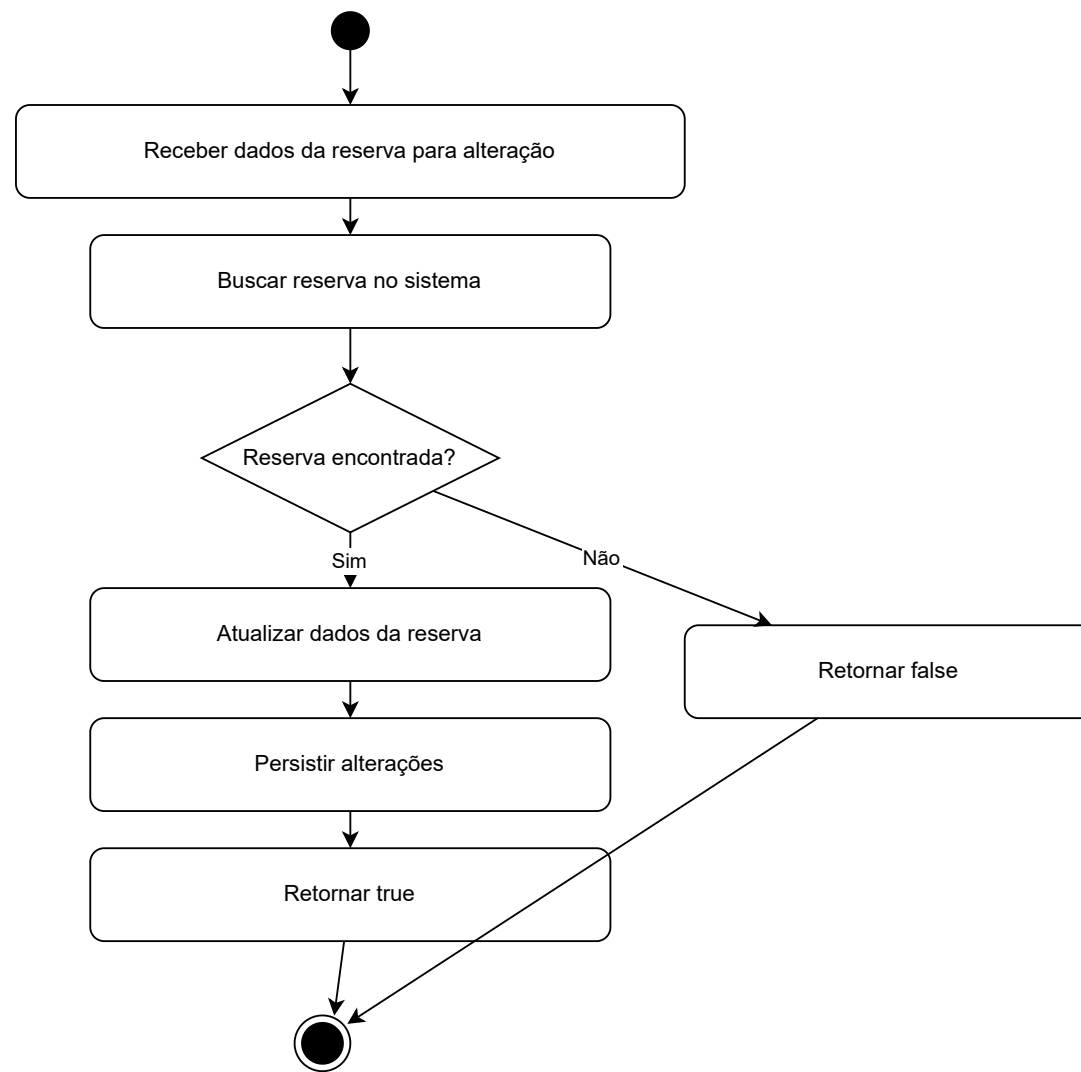 Receber dados da reserva para alteração
Buscar reserva no sistema
Reserva encontrada?
Sim
Não
Atualizar dados da reserva
Retornar false
Persistir alterações
Retornar true